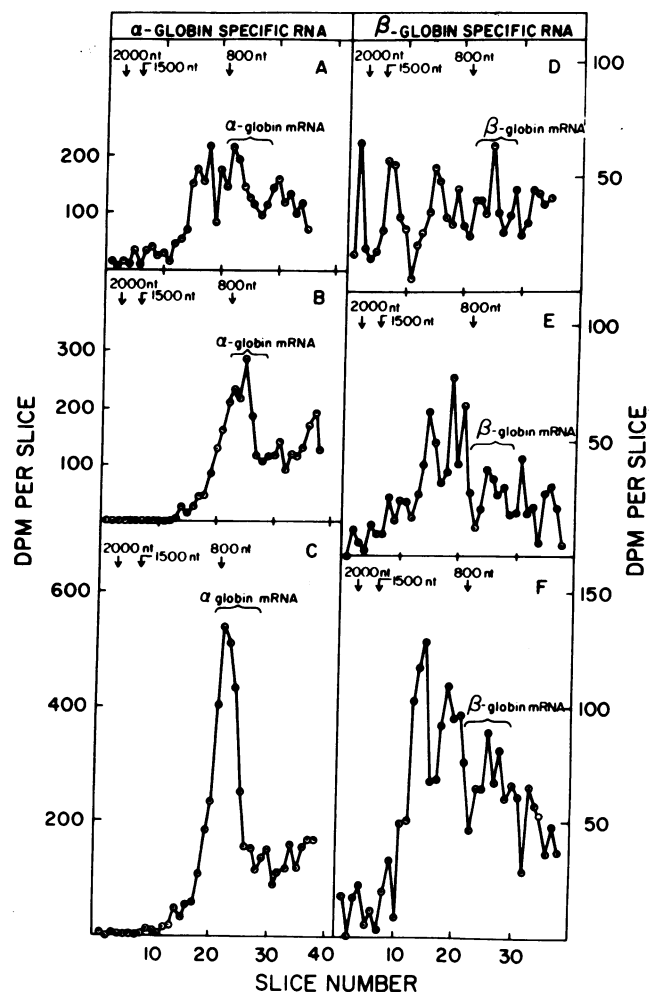 α-GLOBIN SPECIFIC RNA
β-GLOBIN SPECIFIC RNA
2000nt
1500nt
800nt
A
α-globin mRNA
200
100
2000nt
1500nt
800nt
D
β-globin mRNA
100
50
2000nt
1500nt
800nt
B
α-globin mRNA
300
200
100
2000nt
1500nt
800nt
E
β-globin mRNA
100
50
2000nt
1500nt
800nt
C
α globin mRNA
600
400
200
2000nt
1500nt
800nt
F
β-globin mRNA
150
100
50
DPM PER SLICE
DPM PER SLICE
10 20 30 40
10 20 30
SLICE NUMBER